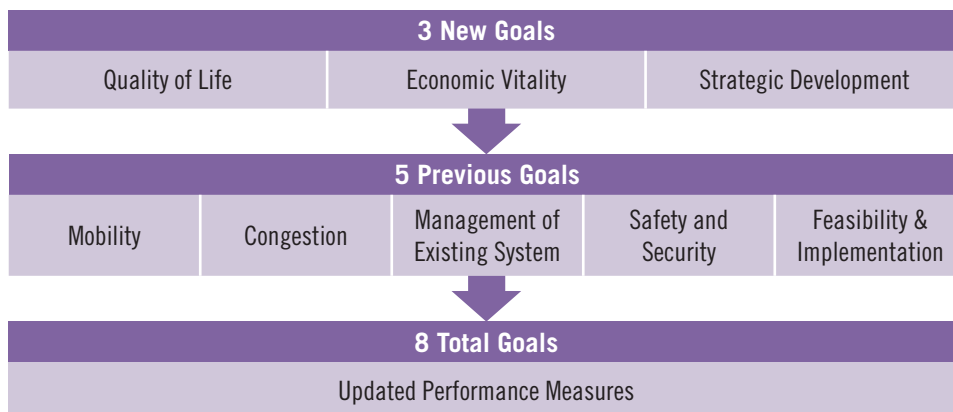 3 New Goals
Quality of Life
Economic Vitality
Strategic Development
5 Previous Goals
Mobility
Congestion
Management of
Existing System
Safety and
Security
Feasibility &
Implementation
8 Total Goals
Updated Performance Measures